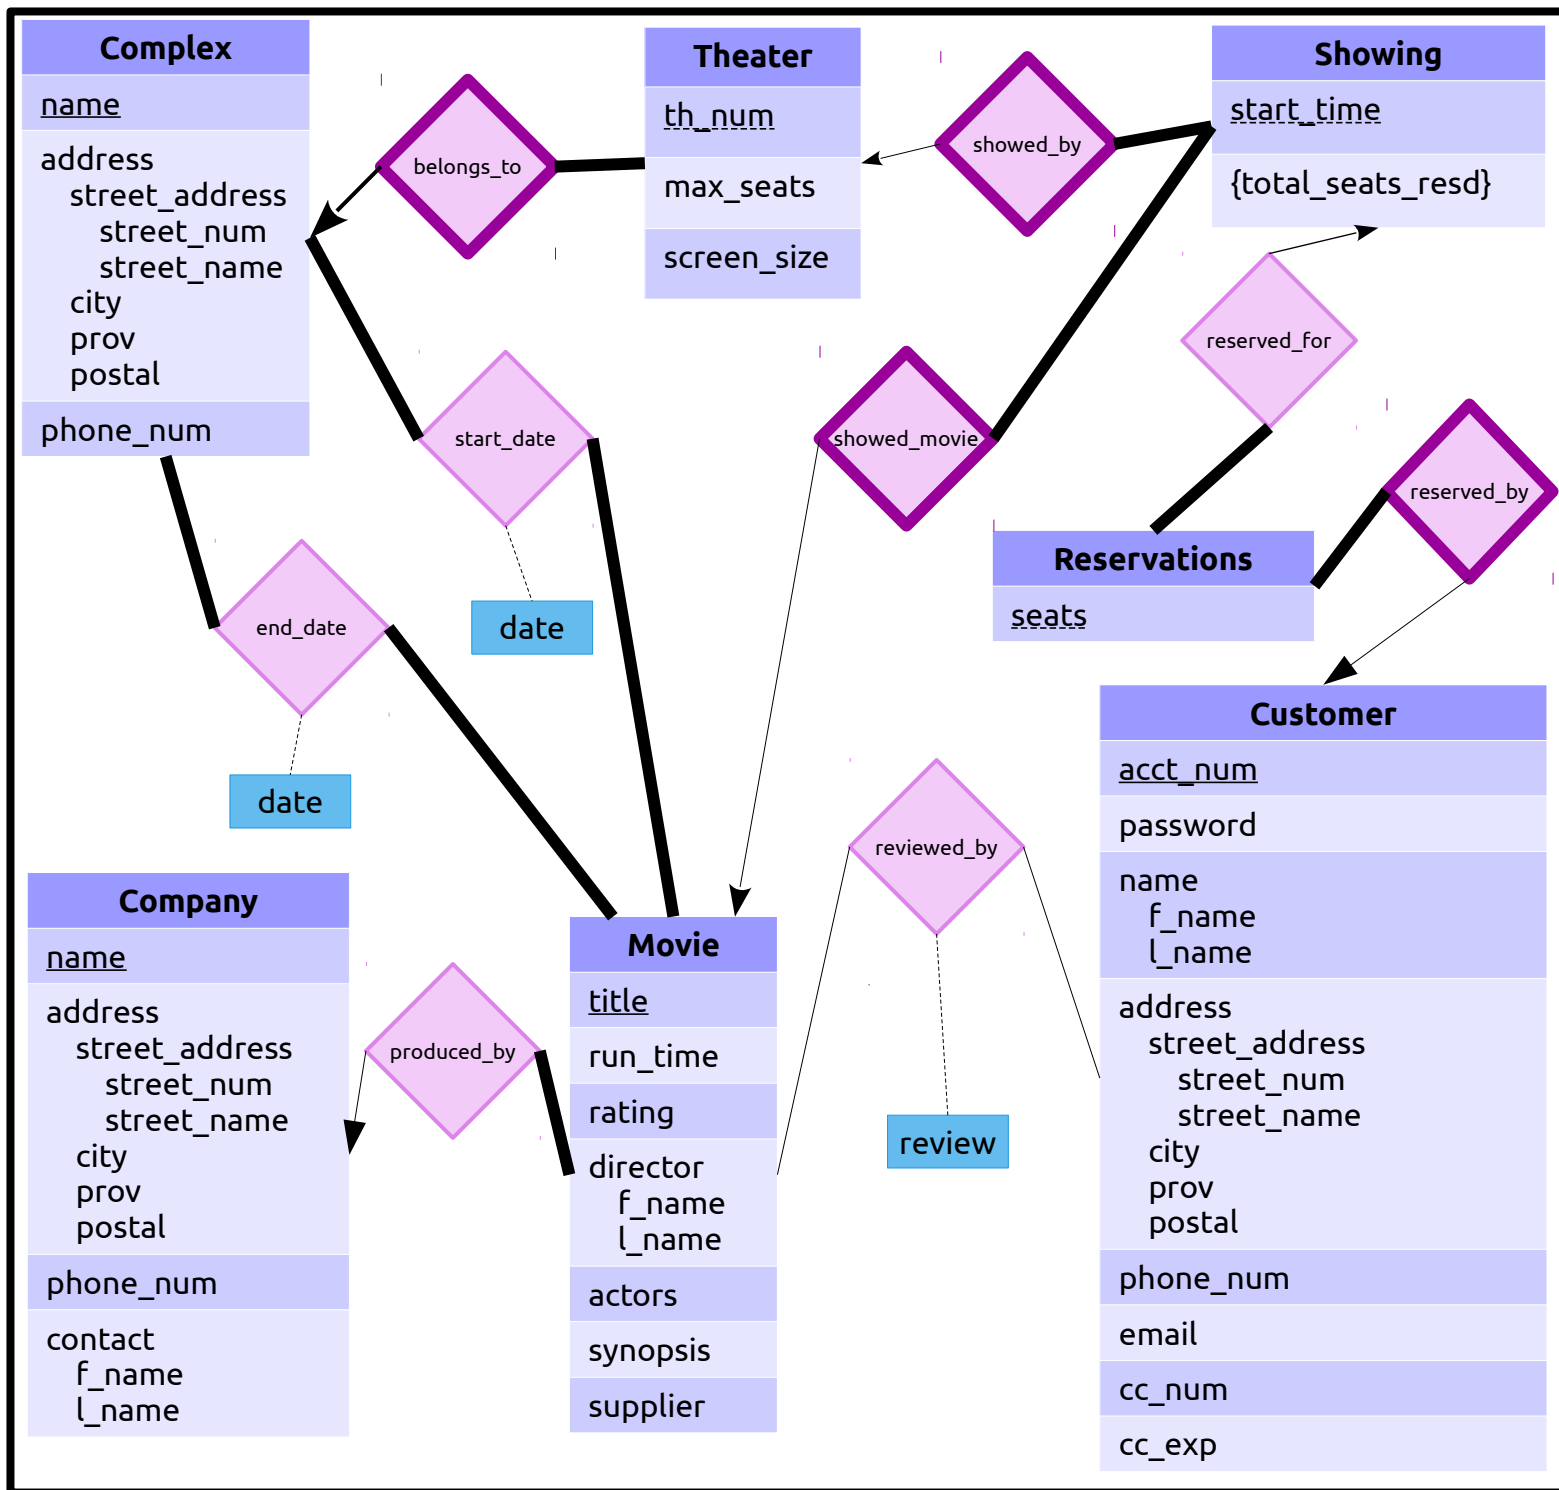 Complex
name
address
street_address
street_num
street_name
city
prov
postal
phone_num
belongs_to
Theater
th_num
max_seats
screen_size
showed_by
Showing
start_time
{total_seats_resd}
start_date
date
end_date
date
showed_movie
reserved_for
reserved_by
Reservations
seats
Company
name
address
street_address
street_num
street_name
city
prov
postal
phone_num
contact
f_name
l_name
produced_by
Movie
title
run_time
rating
director
f_name
l_name
actors
synopsis
supplier
reviewed_by
review
Customer
acct_num
password
name
f_name
l_name
address
street_address
street_num
street_name
city
prov
postal
phone_num
email
cc_num
cc_exp